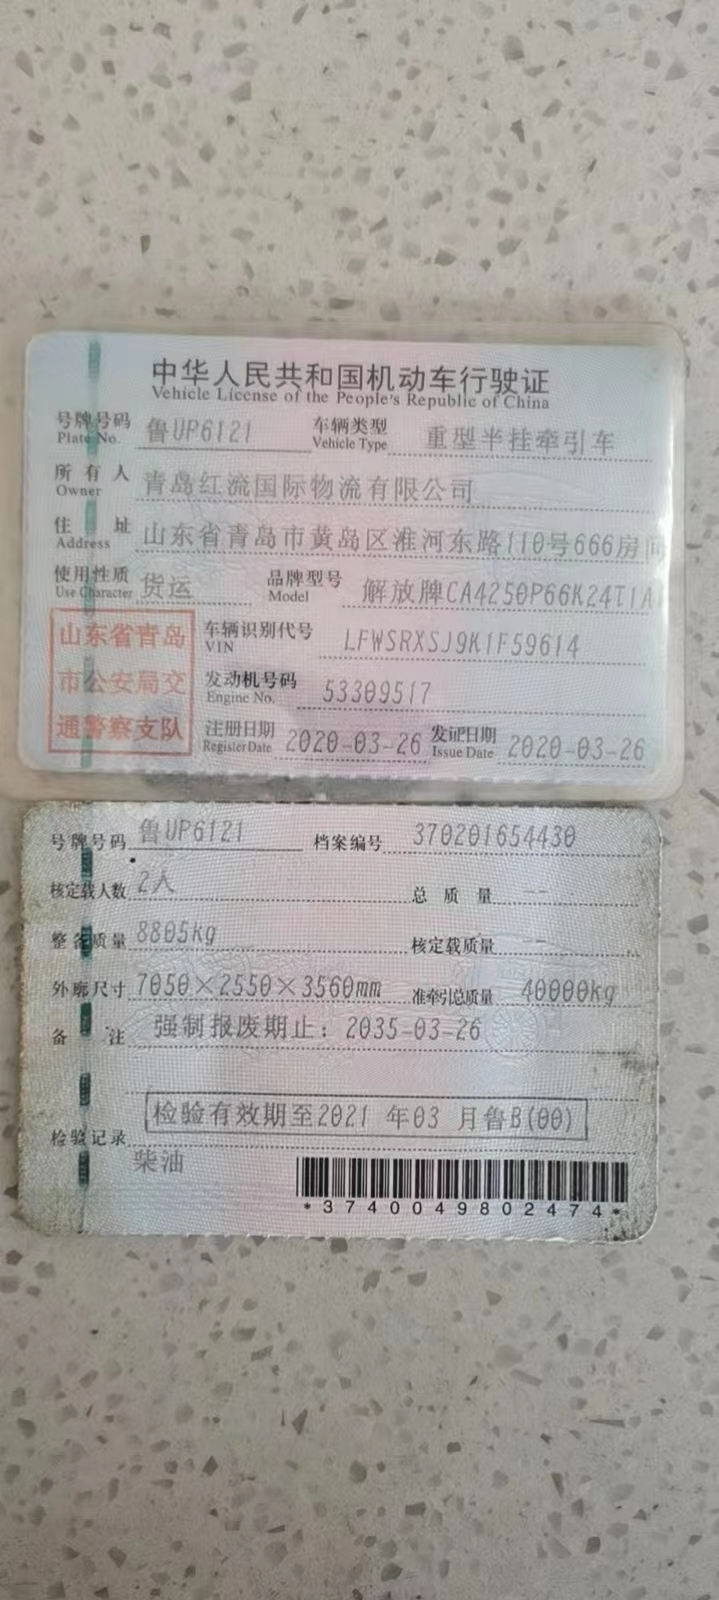 中华人民共和国机动车行驶证
Vehicle License of the People's Republic of China
号牌号码 鲁UP6121 车辆类型 重型半挂牵引车
Plate No. Vehicle Type
所有人 青岛红流国际物流有限公司
Owner
住址 山东省青岛市黄岛区淮河东路110号666房间
Address
使用性质 货运 品牌型号 解放牌CA4250P66K24T1A1
Use Character Model
山东省青岛 车辆识别代号 LFWSRXSJ9K1F59614
VIN
市公安局交 发动机号码 53309517
Engine No.
通警察支队 注册日期 2020-03-26 发证日期 2020-03-26
Register Date Issue Date
号牌号码 鲁UP6121 档案编号 370201654430
核定载人数 2人 总质量 --
整备质量 8805kg 核定载质量 --
外廓尺寸 7050×2550×3560mm 准牵引总质量 40000kg
备注 强制报废期止：2035-03-26
检验有效期至2021 年03 月鲁B(00)
检验记录
柴油
*3740049802474*